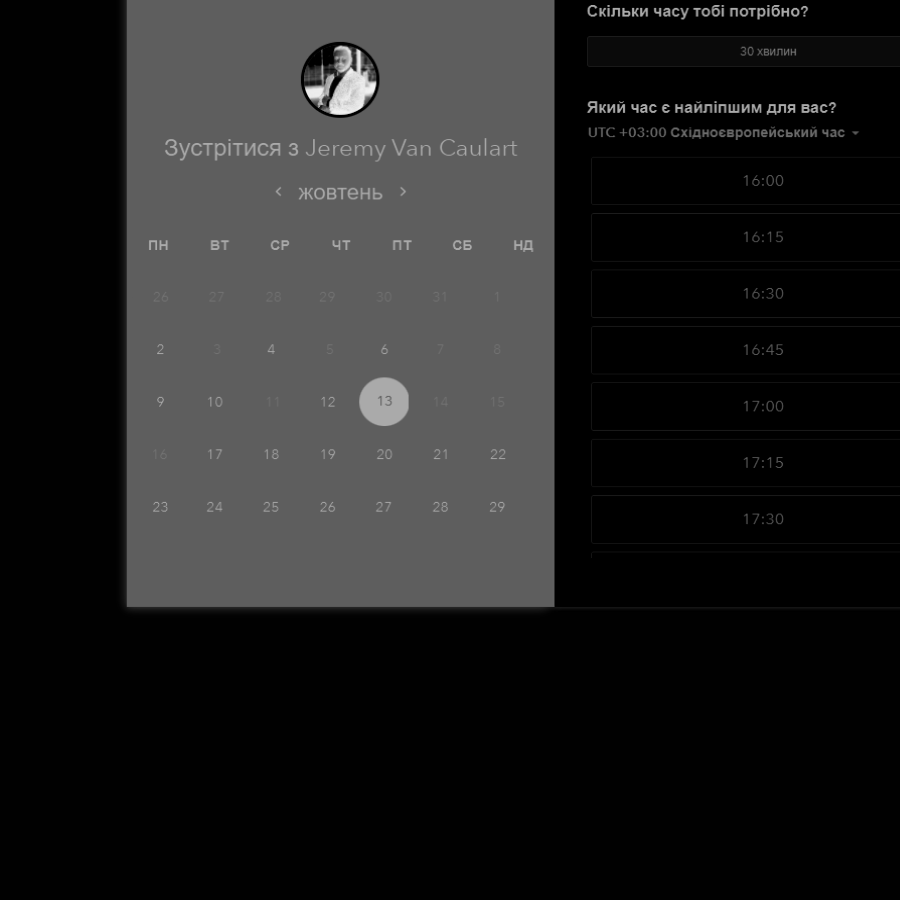 Зустрітися з Jeremy Van Caulart
жовтень
ПН ВТ СР ЧТ ПТ СБ НД
26 27 28 29 30 31 1
2 3 4 5 6 7 8
9 10 11 12 13 14 15
16 17 18 19 20 21 22
23 24 25 26 27 28 29
Скільки часу тобі потрібно?
30 хвилин
Який час є найліпшим для вас?
UTC +03:00 Східноєвропейський час
16:00
16:15
16:30
16:45
17:00
17:15
17:30